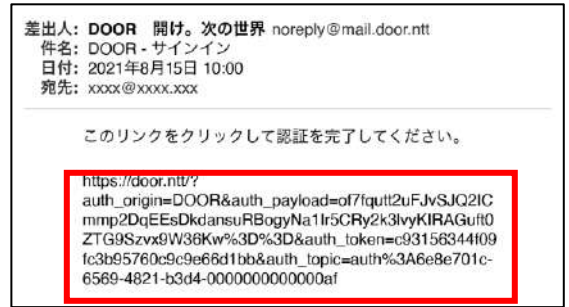 差出人: DOOR 開け。次の世界 noreply@mail.door.ntt
件名: DOOR - サインイン
日付: 2021年8月15日 10:00
宛先: xxxx@xxxx.xxx
このリンクをクリックして認証を完了してください。
https://door.ntt/?
auth_origin=DOOR&auth_payload=of7fqutt2uFJvSJQ2IC
mmp2DqEEsDkdansuRBogyNa1Ir5CRy2k3lvyKIRAGuft0
ZTG9Szvx9W36Kw%3D%3D&auth_token=c93156344f09
fc3b95760c9c9e66d1bb&auth_topic=auth%3A6e8e701c-
6569-4821-b3d4-0000000000000af